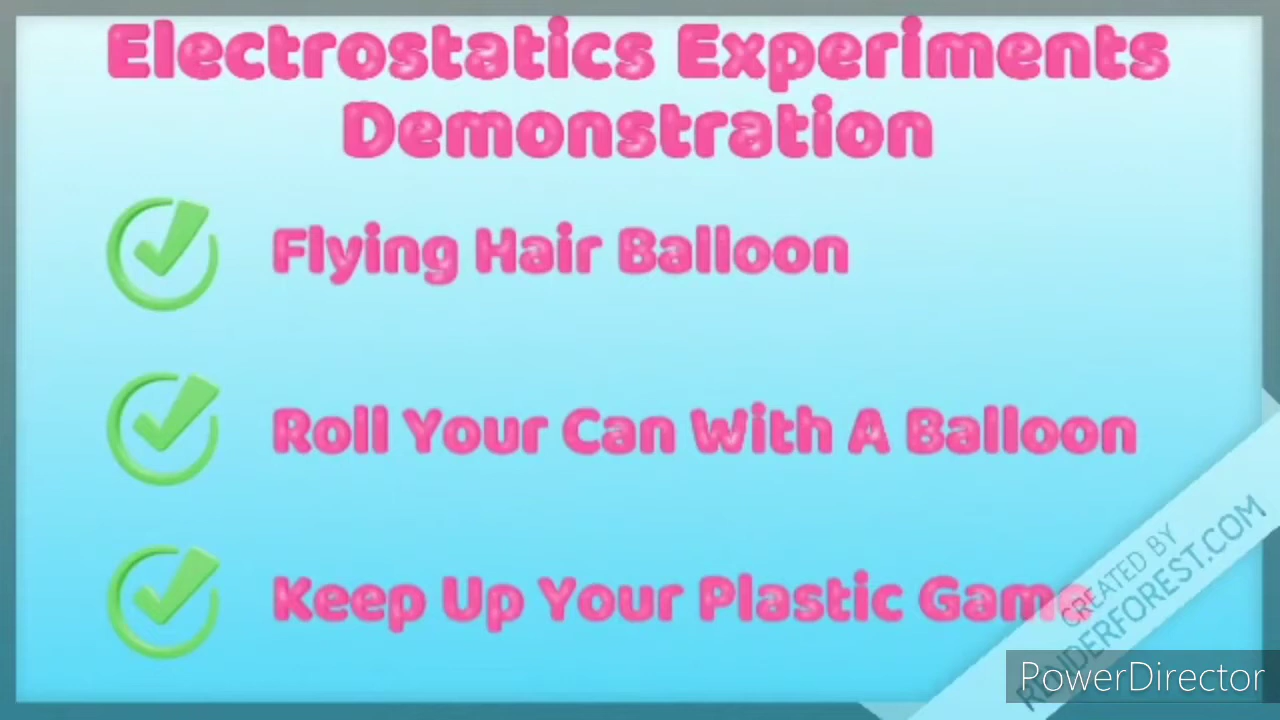 Electrostatics Experiments
Demonstration
Flying Hair Balloon
Roll Your Can With A Balloon
Keep Up Your Plastic Game
CREATED BY
RENDERFOREST.COM
PowerDirector